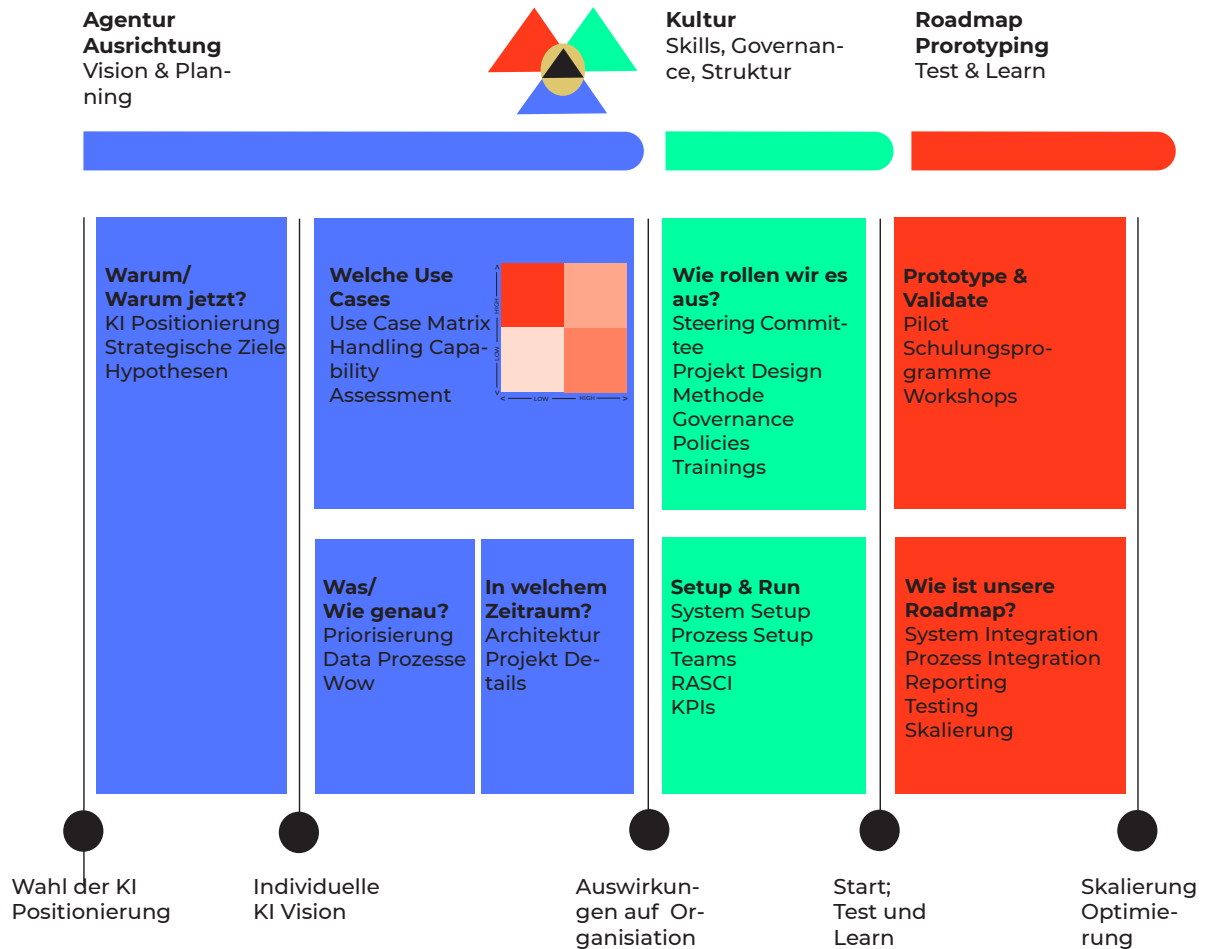 Agentur
Ausrichtung
Vision & Plan-
ning
Kultur
Skills, Governan-
ce, Struktur
Roadmap
Prorotyping
Test & Learn
Warum/
Warum jetzt?
KI Positionierung
Strategische Ziele
Hypothesen
Welche Use
Cases
Use Case Matrix
Handling Capa-
bility
Assessment
HIGH
LOW
LOW
HIGH
Wie rollen wir es
aus?
Steering Commit-
tee
Projekt Design
Methode
Governance
Policies
Trainings
Prototype &
Validate
Pilot
Schulungspro-
gramme
Workshops
Was/
Wie genau?
Priorisierung
Data Prozesse
Wow
In welchem
Zeitraum?
Architektur
Projekt De-
tails
Setup & Run
System Setup
Prozess Setup
Teams
RASCI
KPIs
Wie ist unsere
Roadmap?
System Integration
Prozess Integration
Reporting
Testing
Skalierung
Wahl der KI
Positionierung
Individuelle
KI Vision
Auswirkun-
gen auf  Or-
ganisiation
Start;
Test und
Learn
Skalierung
Optimie-
rung